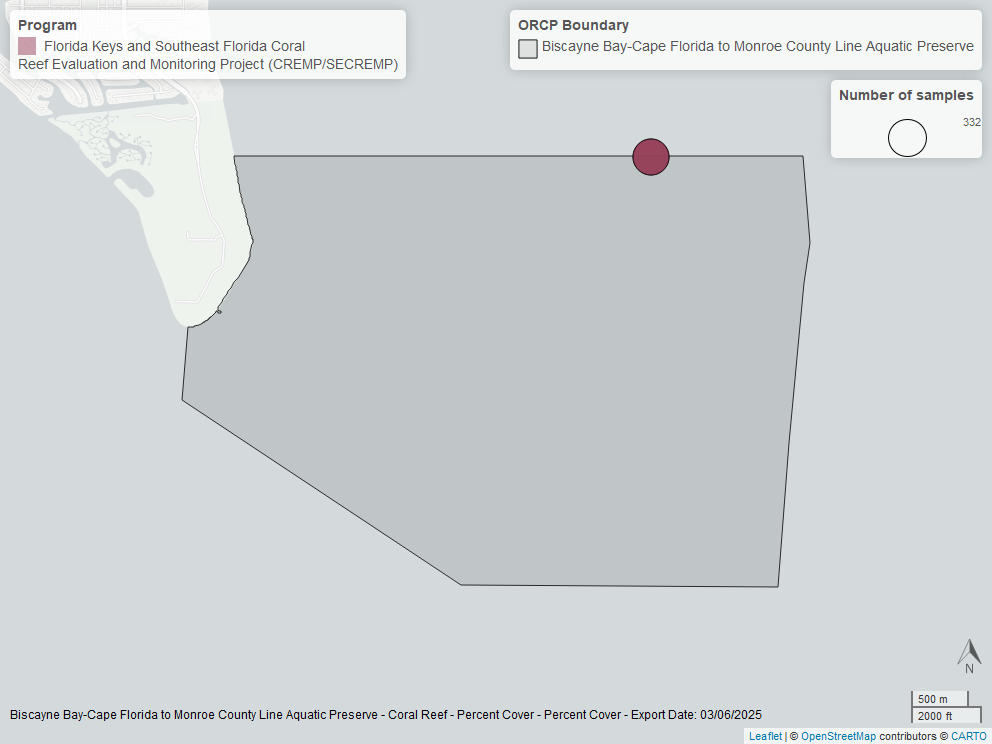 Program
Florida Keys and Southeast Florida Coral
Reef Evaluation and Monitoring Project (CREMP/SECREMP)
ORCP Boundary
Biscayne Bay-Cape Florida to Monroe County Line Aquatic Preserve
Number of samples
332
N
500 m
2000 ft
Biscayne Bay-Cape Florida to Monroe County Line Aquatic Preserve - Coral Reef - Percent Cover - Percent Cover - Export Date: 03/06/2025
Leaflet | © OpenStreetMap contributors © CARTO